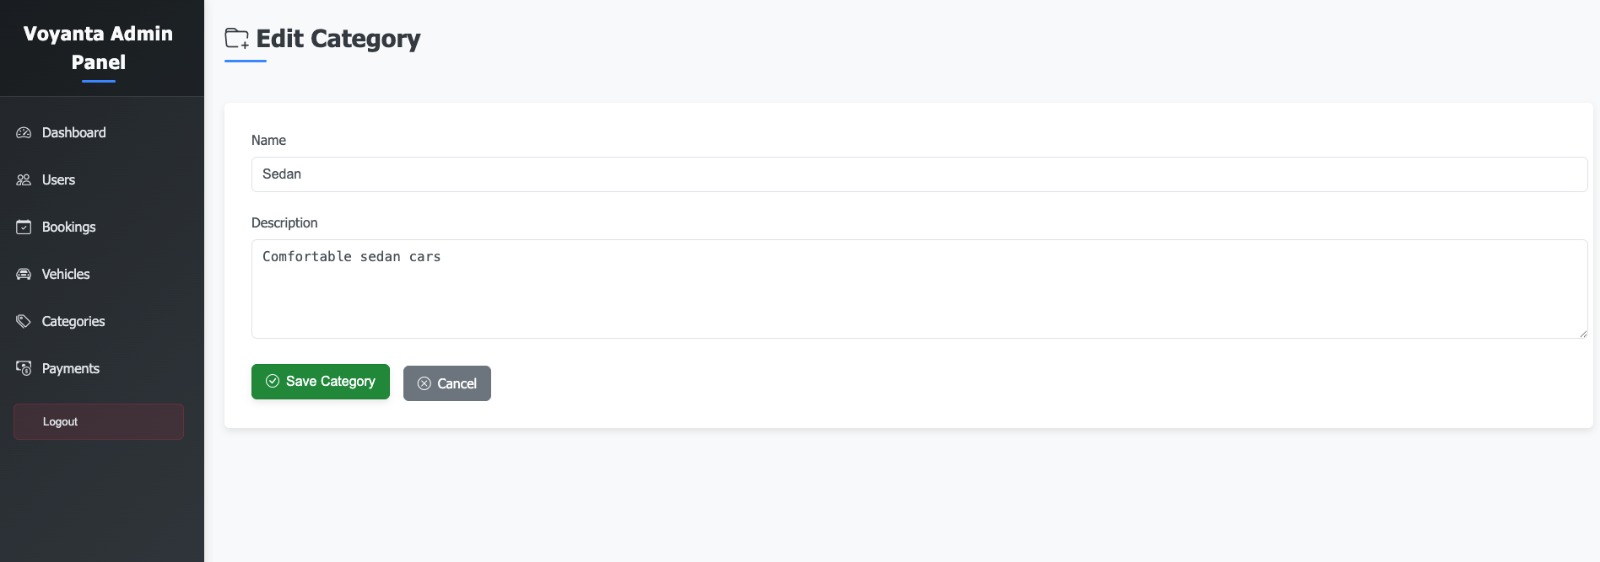 Voyanta Admin
Panel
Dashboard
Users
Bookings
Vehicles
Categories
Payments
Logout
Edit Category
Name
Sedan
Description
Comfortable sedan cars
Save Category
Cancel